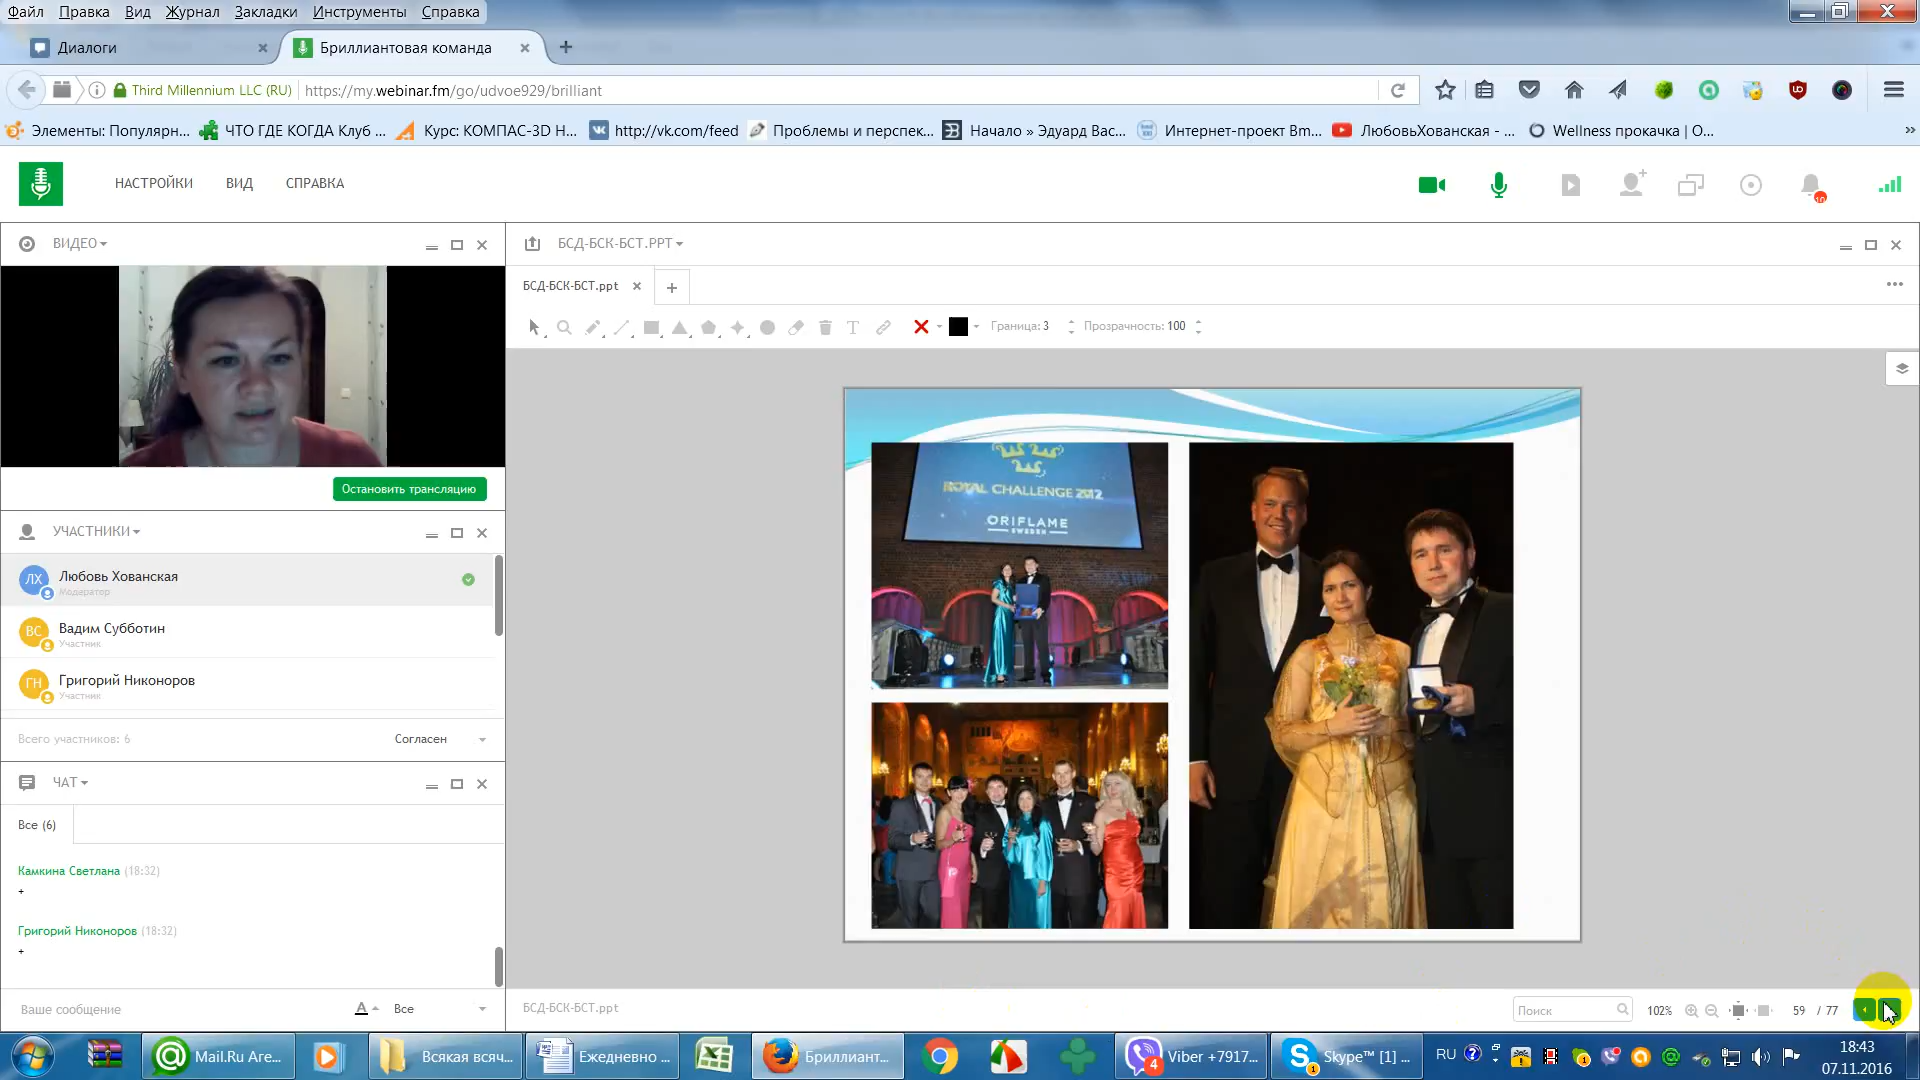 Файл Правка Вид Журнал Закладки Инструменты Справка
Диалоги
Бриллиантовая команда
Third Millennium LLC (RU) https://my.webinar.fm/go/udvoe929/brilliant
Элементы: Популярн... ЧТО ГДЕ КОГДА Клуб ... Курс: КОМПАС-3D H... http://vk.com/feed Проблемы и перспек... Начало » Эдуард Вас... Интернет-проект Bm... ЛюбовьХованская - ... Wellness прокачка | О...
НАСТРОЙКИ ВИД СПРАВКА
10
ВИДЕО
БСД-БСК-БСТ.PPT
БСД-БСК-БСТ.ppt
Граница: 3 Прозрачность: 100
Остановить трансляцию
УЧАСТНИКИ
ЛХ Любовь Хованская
Модератор
ВС Вадим Субботин
Участник
ГН Григорий Никоноров
Участник
Всего участников: 6 Согласен
ЧАТ
Все (6)
Камкина Светлана (18:32)
+
Григорий Никоноров (18:32)
+
Ваше сообщение A Все
ROYAL CHALLENGE 2012
ORIFLAME
SWEDEN
БСД-БСК-БСТ.ppt
Поиск 102% 59 / 77
Mail.Ru Аге... Всякая всяч... Ежедневно ... Бриллиант... 4 Viber +7917... 1 Skype™ [1] ... RU
18:43
07.11.2016